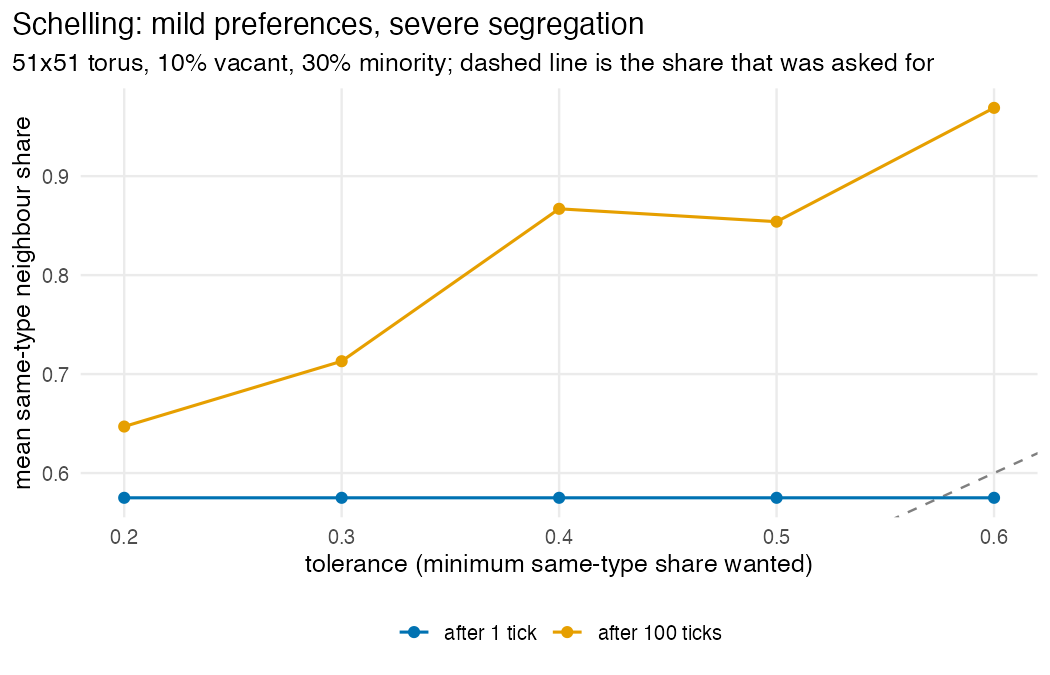 Schelling: mild preferences, severe segregation
51x51 torus, 10% vacant, 30% minority; dashed line is the share that was asked for
mean same-type neighbour share
0.9
0.8
0.7
0.6
0.2 0.3 0.4 0.5 0.6
tolerance (minimum same-type share wanted)
after 1 tick after 100 ticks